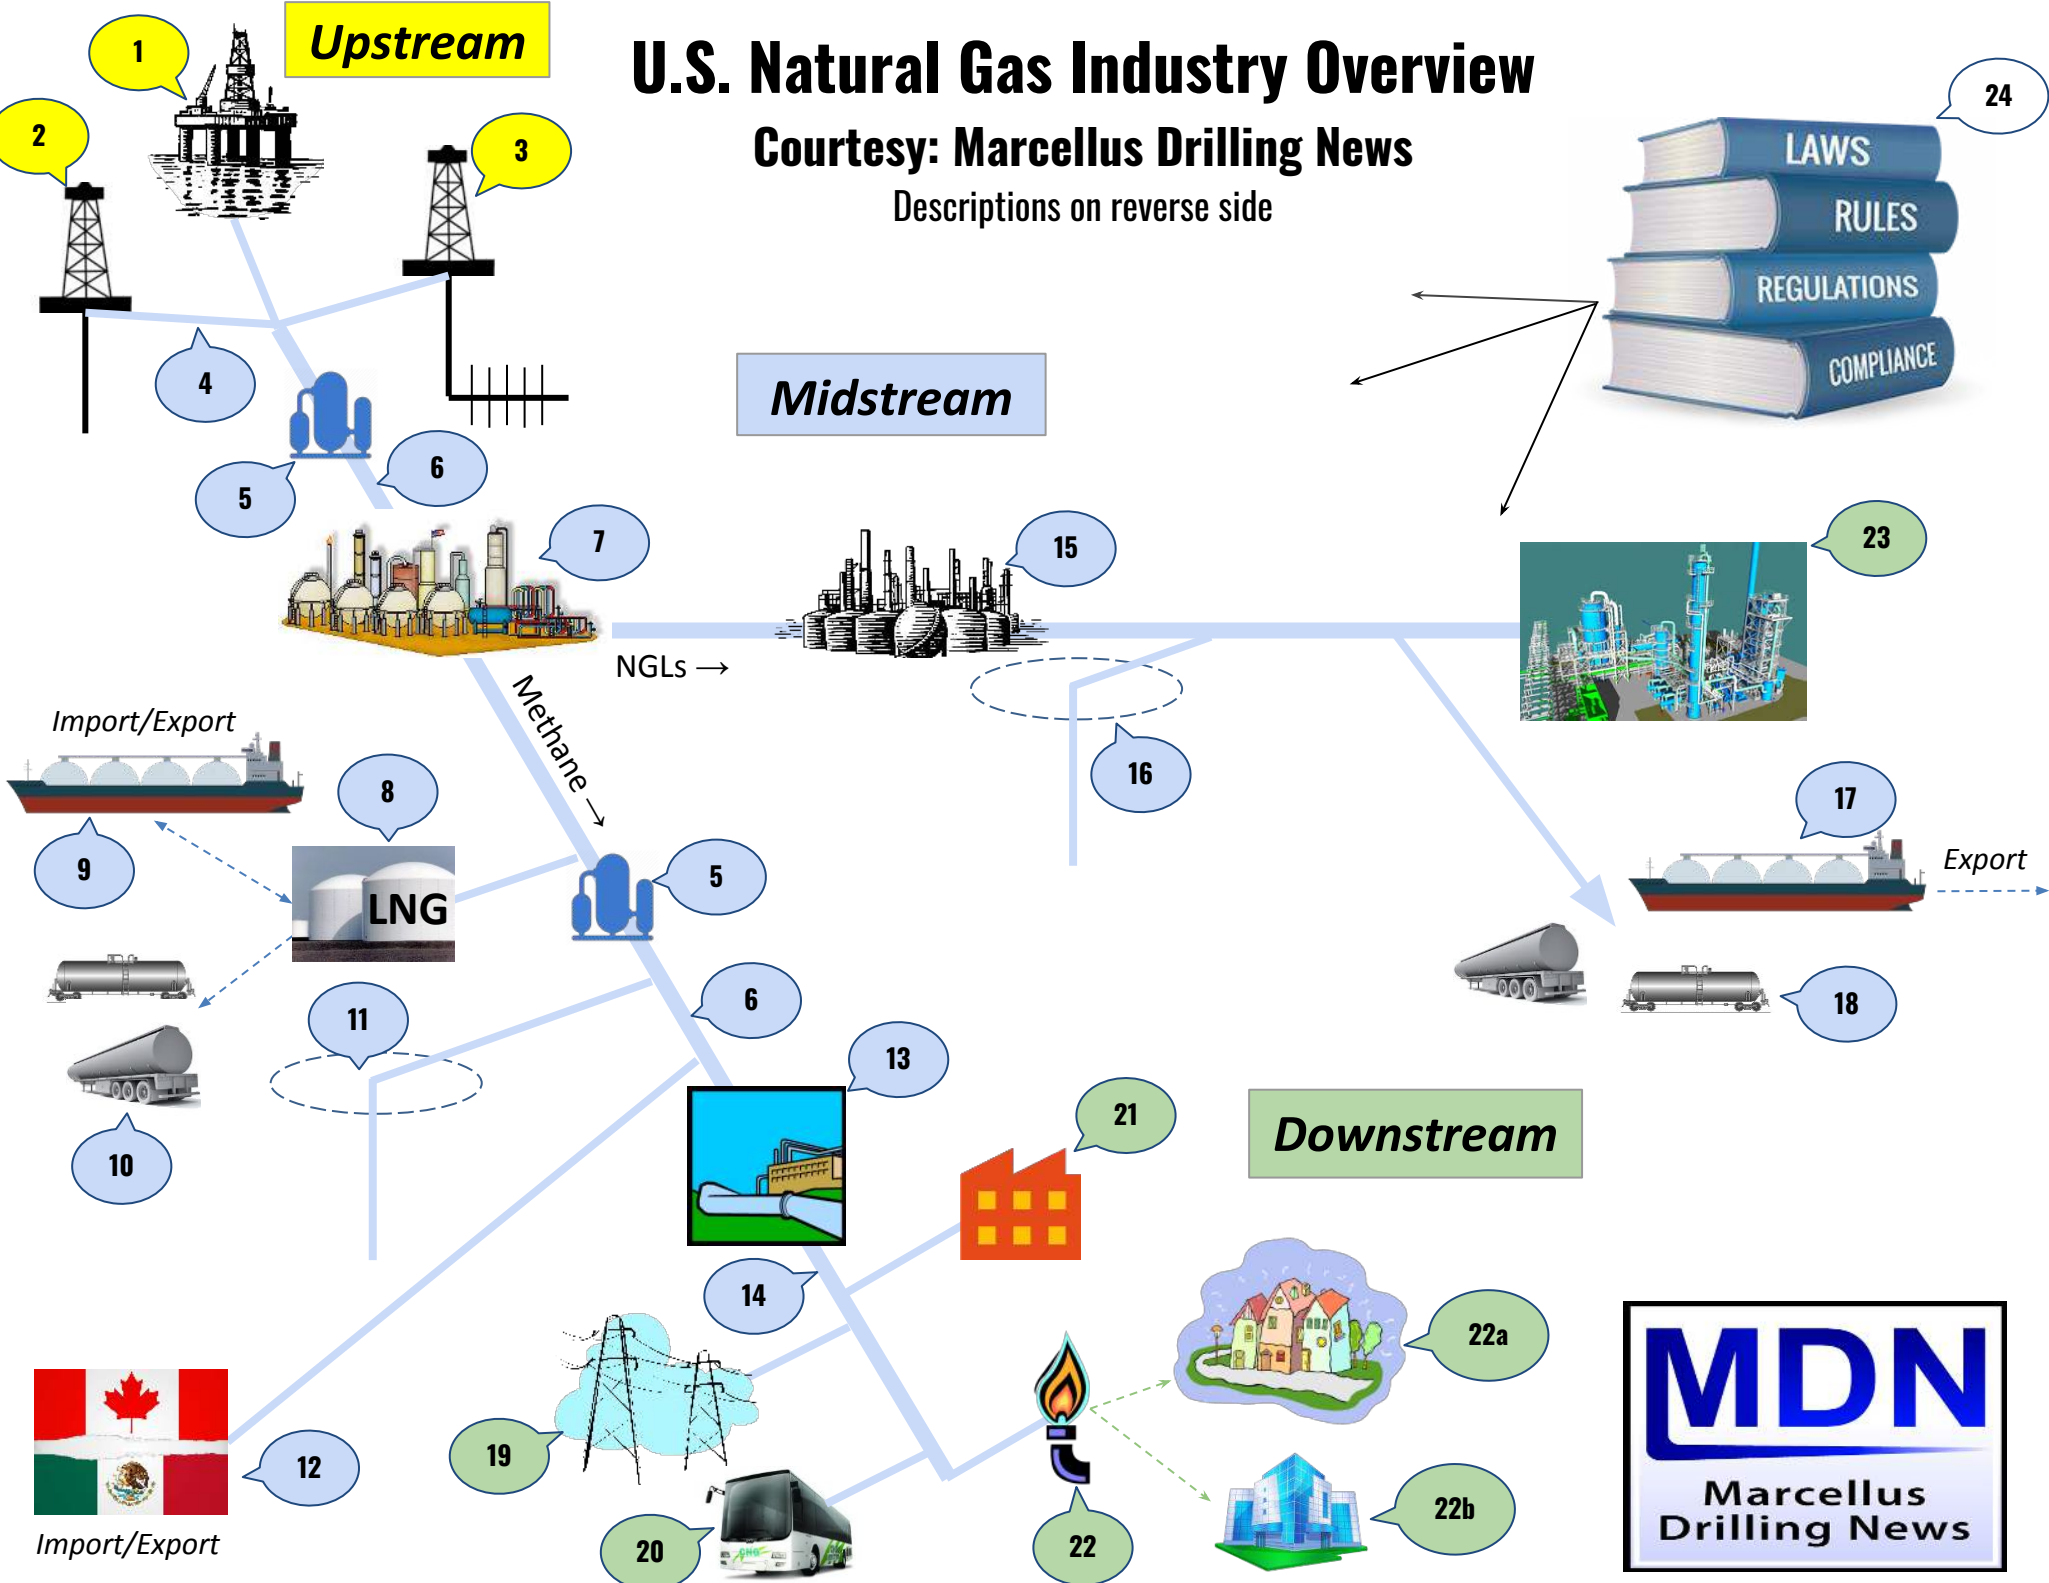 U.S. Natural Gas Industry Overview
Courtesy: Marcellus Drilling News
Descriptions on reverse side
Upstream
1
2
3
24
LAWS
RULES
REGULATIONS
COMPLIANCE
4
Midstream
5
6
7
15
23
NGLs →
Methane →
16
Import/Export
8
9
LNG
5
17
Export
6
18
11
10
13
21
Downstream
14
22a
12
Import/Export
19
20
CNG
22
22b
MDN
Marcellus
Drilling News